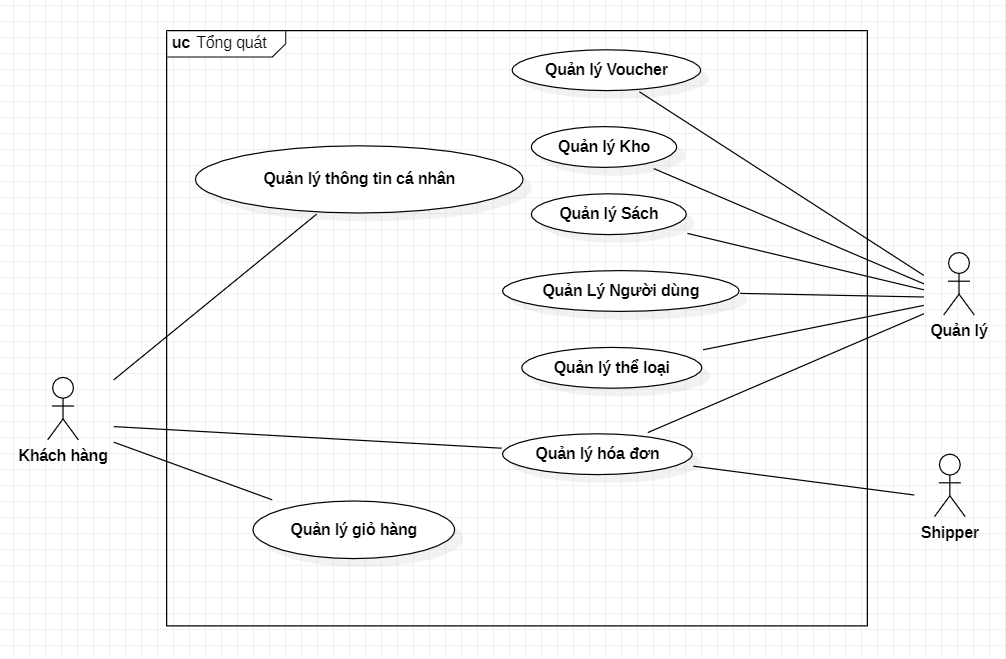 uc Tổng quát
Quản lý Voucher
Quản lý Kho
Quản lý thông tin cá nhân
Quản lý Sách
Quản Lý Người dùng
Quản lý
Quản lý thể loại
Khách hàng
Quản lý hóa đơn
Quản lý giỏ hàng
Shipper